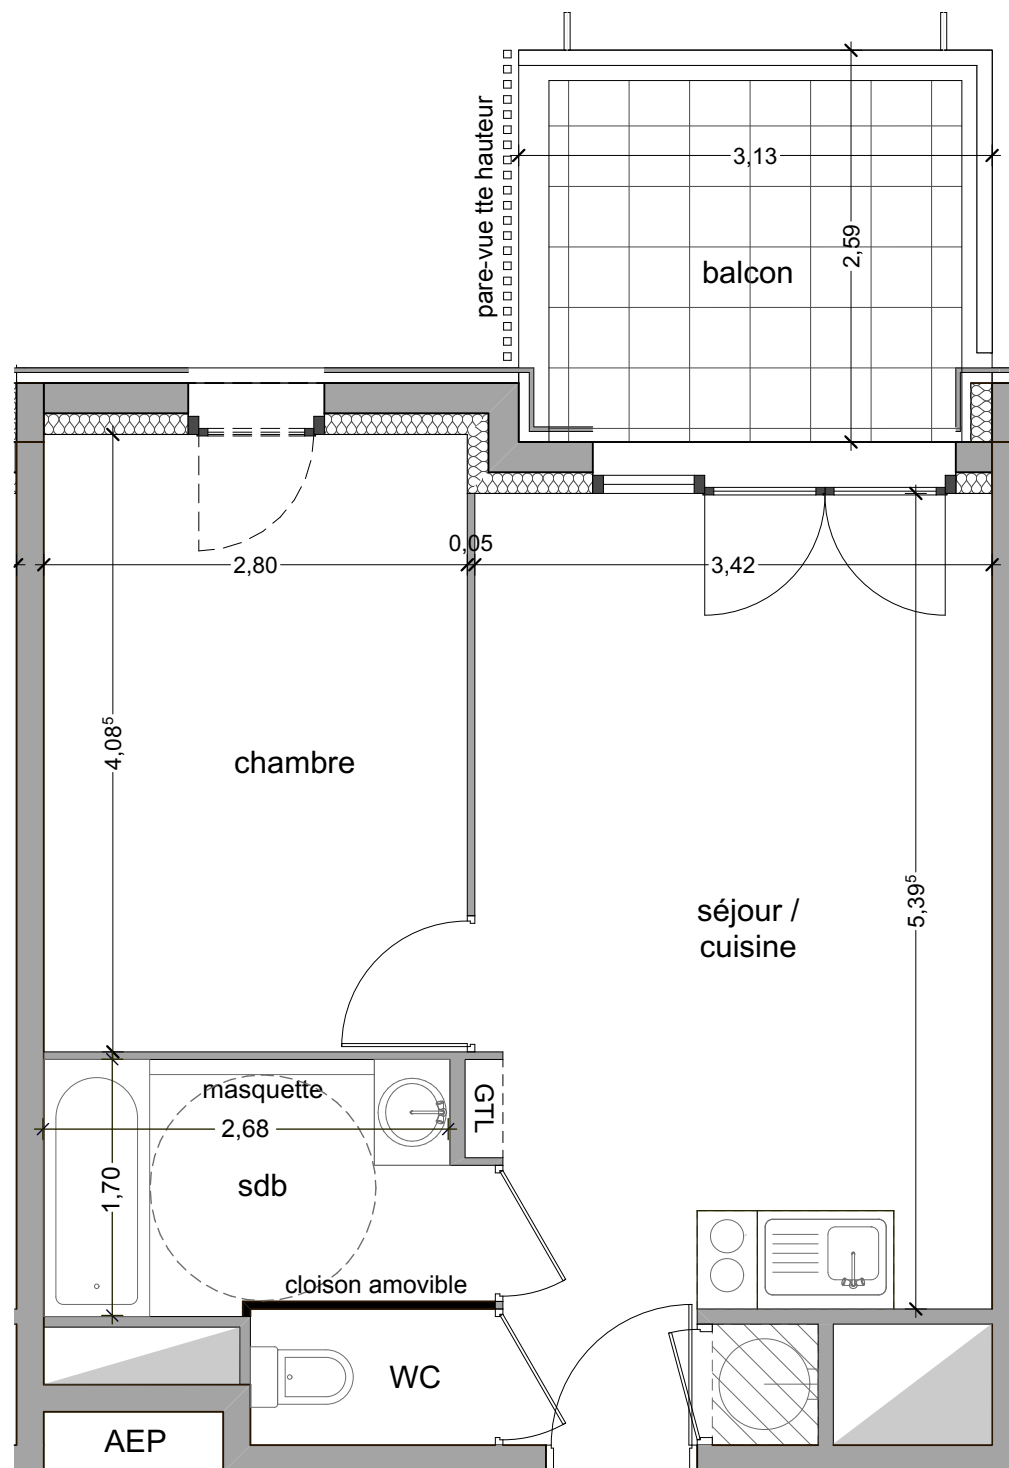 pare-vue tte hauteur
3,13
2,59
balcon
0,05
2,80
3,42
4,08⁵
chambre
séjour /
cuisine
5,39⁵
masquette
GTL
2,68
1,70
sdb
cloison amovible
WC
AEP